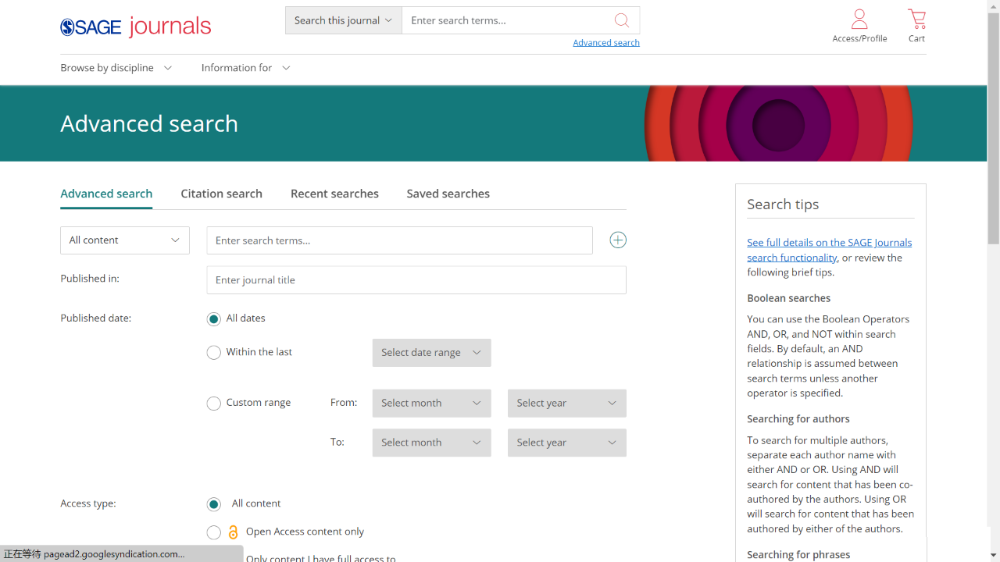 SAGE journals
Search this journal
Enter search terms...
Advanced search
Access/Profile
Cart
Browse by discipline
Information for
Advanced search
Advanced search
Citation search
Recent searches
Saved searches
All content
Enter search terms...
Published in:
Enter journal title
Published date:
All dates
Within the last
Select date range
Custom range
From:
Select month
Select year
To:
Select month
Select year
Access type:
All content
Open Access content only
Only content I have full access to
Search tips
See full details on the SAGE Journals
search functionality, or review the
following brief tips.
Boolean searches
You can use the Boolean Operators
AND, OR, and NOT within search
fields. By default, an AND
relationship is assumed between
search terms unless another
operator is specified.
Searching for authors
To search for multiple authors,
separate each author name with
either AND or OR. Using AND will
search for content that has been co-
authored by the authors. Using OR
will search for content that has been
authored by either of the authors.
Searching for phrases
正在等待 pagead2.googlesyndication.com...